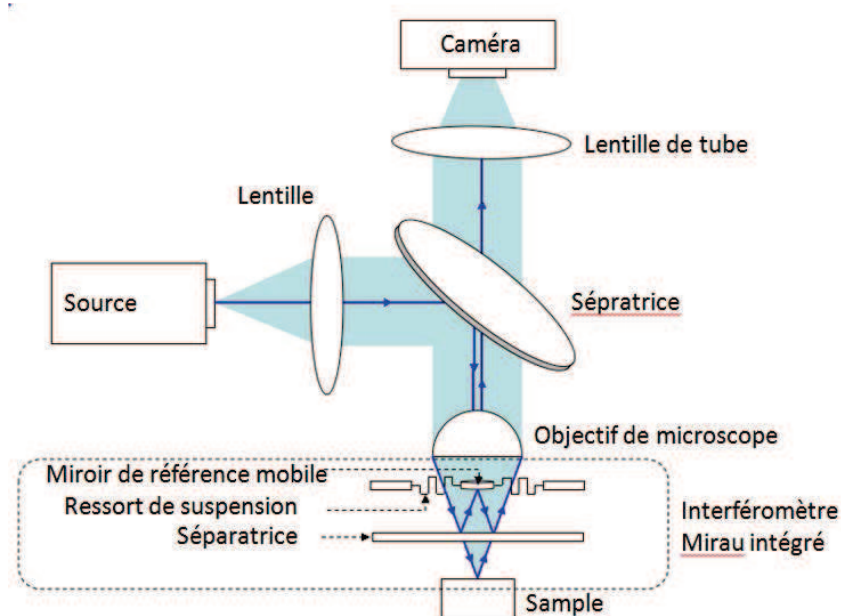 Caméra
Lentille de tube
Lentille
Source
Sépratrice
Objectif de microscope
Miroir de référence mobile
Ressort de suspension
Séparatrice
Interféromètre
Mirau intégré
Sample